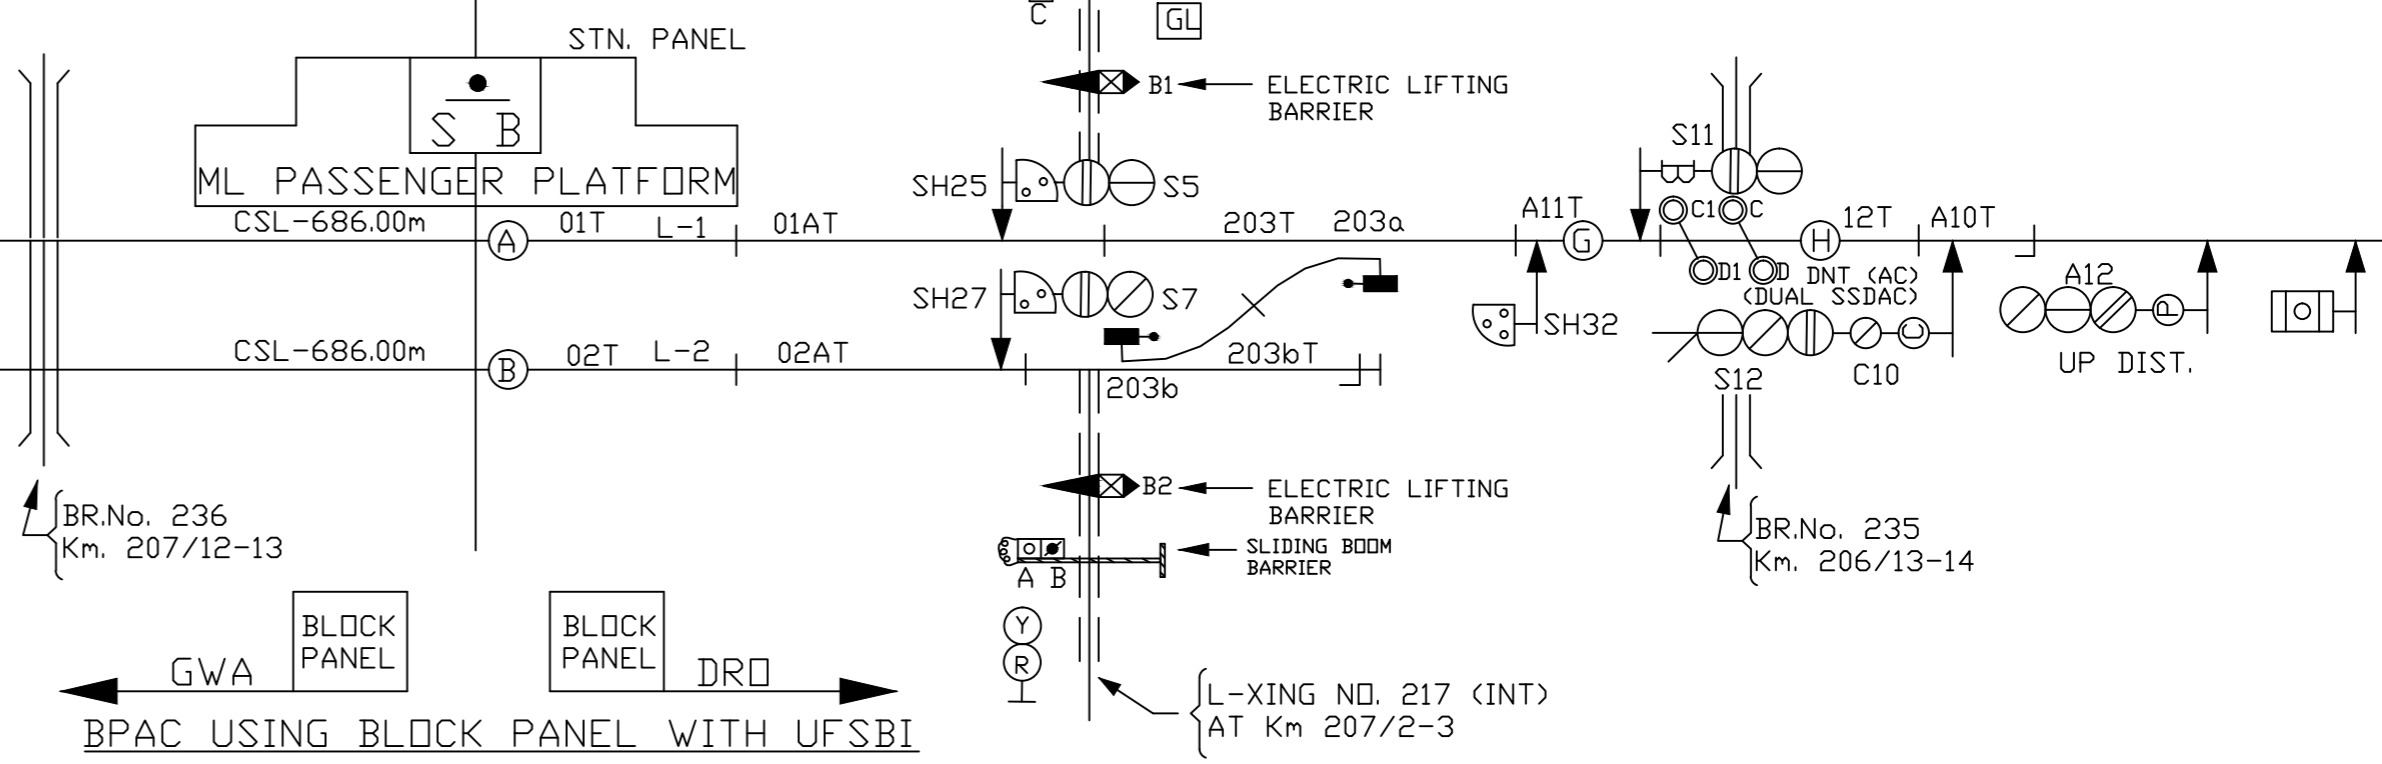 C
GL
STN. PANEL
S B
ML PASSENGER PLATFORM
B1
ELECTRIC LIFTING
BARRIER
SH25
S5
S11
C1
C
CSL-686.00m
A
01T
L-1
01AT
203T
203a
A11T
G
H
12T
A10T
D1
D
DNT (AC)
(DUAL SSDAC)
A12
P
UP DIST.
SH27
S7
SH32
S12
C
C10
CSL-686.00m
B
02T
L-2
02AT
203bT
203b
B2
ELECTRIC LIFTING
BARRIER
SLIDING BOOM
BARRIER
A B
Y
R
BR.No. 236
Km. 207/12-13
BR.No. 235
Km. 206/13-14
BLOCK
PANEL
BLOCK
PANEL
GWA
DRO
L-XING NO. 217 (INT)
AT Km 207/2-3
BPAC USING BLOCK PANEL WITH UFSBI